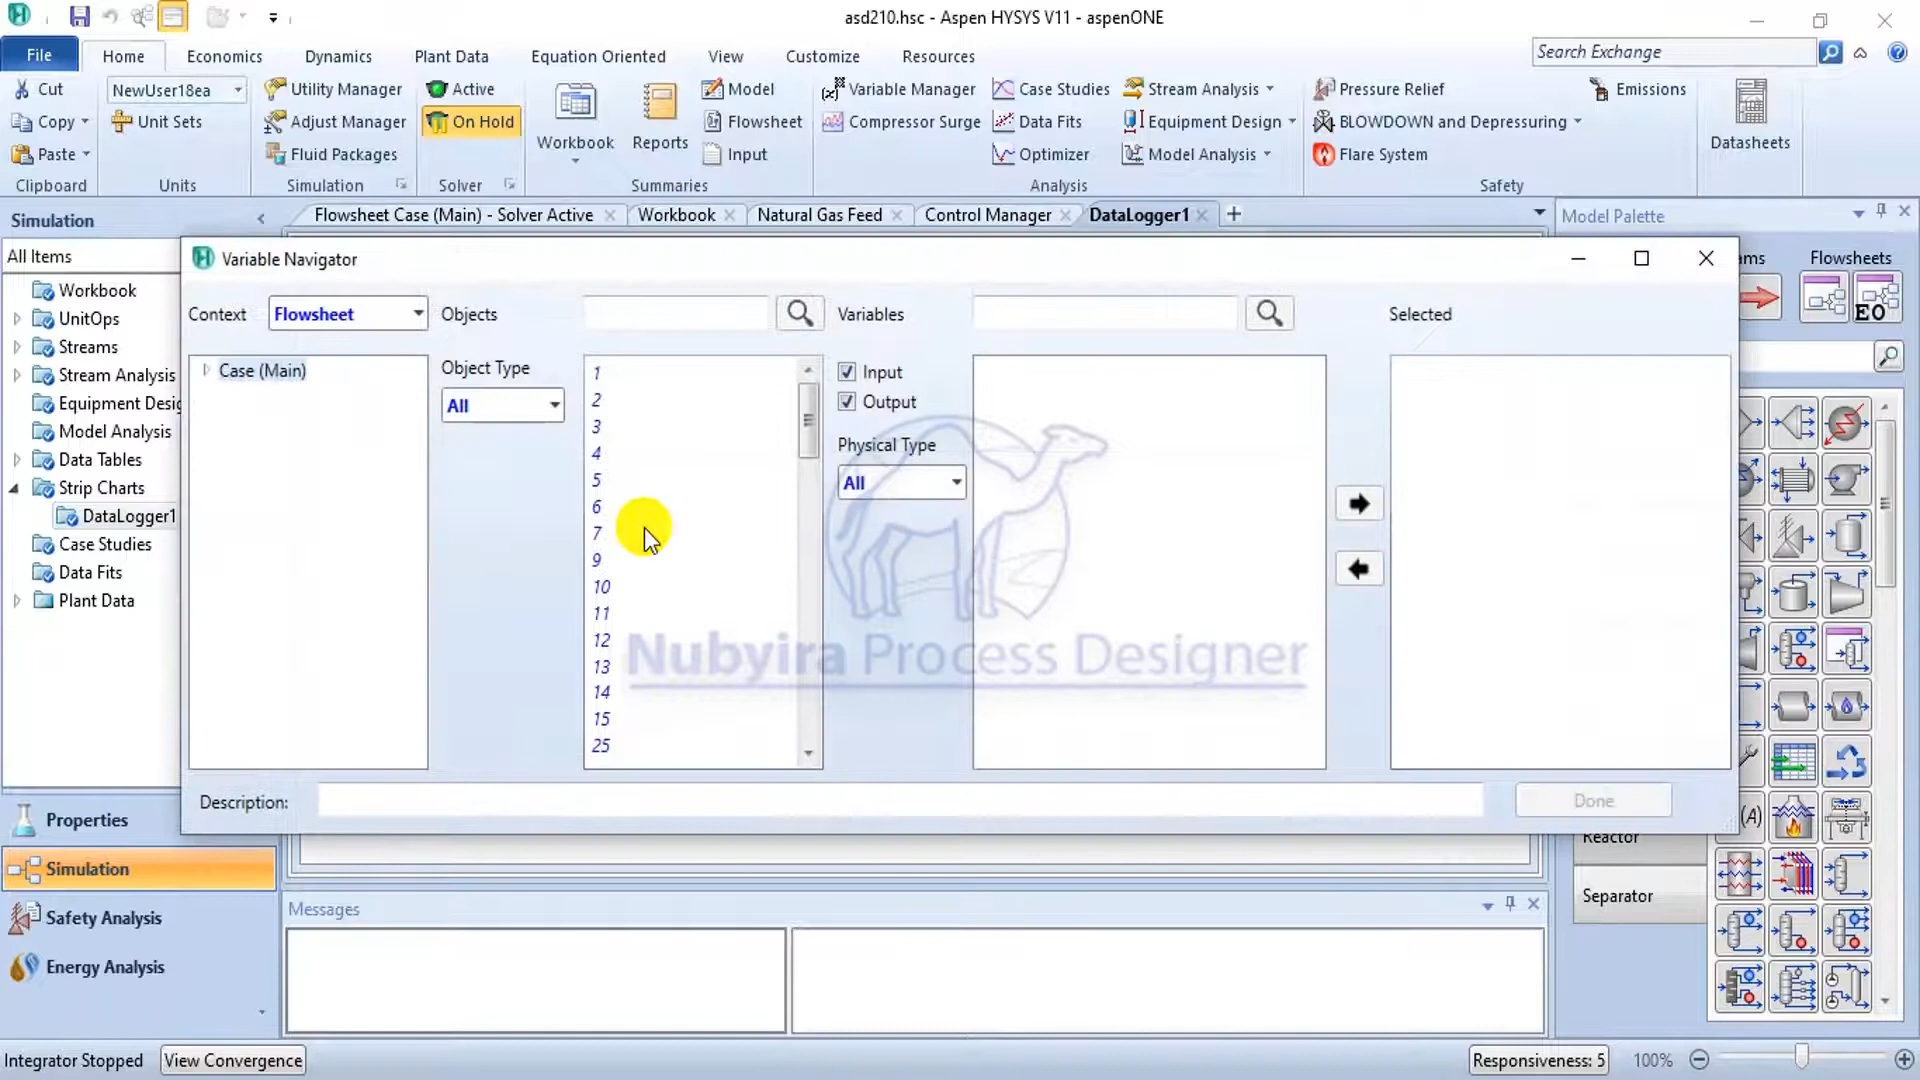 asd210.hsc - Aspen HYSYS V11 - aspenONE
File
Home
Economics
Dynamics
Plant Data
Equation Oriented
View
Customize
Resources
Search Exchange
Cut
Copy
Paste
Clipboard
NewUser18ea
Unit Sets
Units
Utility Manager
Adjust Manager
Fluid Packages
Simulation
Active
On Hold
Solver
Workbook
Reports
Model
Flowsheet
Input
Summaries
Variable Manager
Compressor Surge
Case Studies
Data Fits
Optimizer
Stream Analysis
Equipment Design
Model Analysis
Analysis
Pressure Relief
BLOWDOWN and Depressuring
Flare System
Emissions
Safety
Datasheets
Simulation
All Items
Workbook
UnitOps
Streams
Stream Analysis
Equipment Desig
Model Analysis
Data Tables
Strip Charts
DataLogger1
Case Studies
Data Fits
Plant Data
Properties
Simulation
Safety Analysis
Energy Analysis
Flowsheet Case (Main) - Solver Active
Workbook
Natural Gas Feed
Control Manager
DataLogger1
Variable Navigator
Context
Flowsheet
Objects
Variables
Selected
Case (Main)
Object Type
All
1
2
3
4
5
6
7
9
10
11
12
13
14
15
25
Input
Output
Physical Type
All
Nubyira Process Designer
Description:
Done
Messages
Model Palette
ams
Flowsheets
EO
(A)
Reactor
Separator
Integrator Stopped
View Convergence
Responsiveness: 5
100%